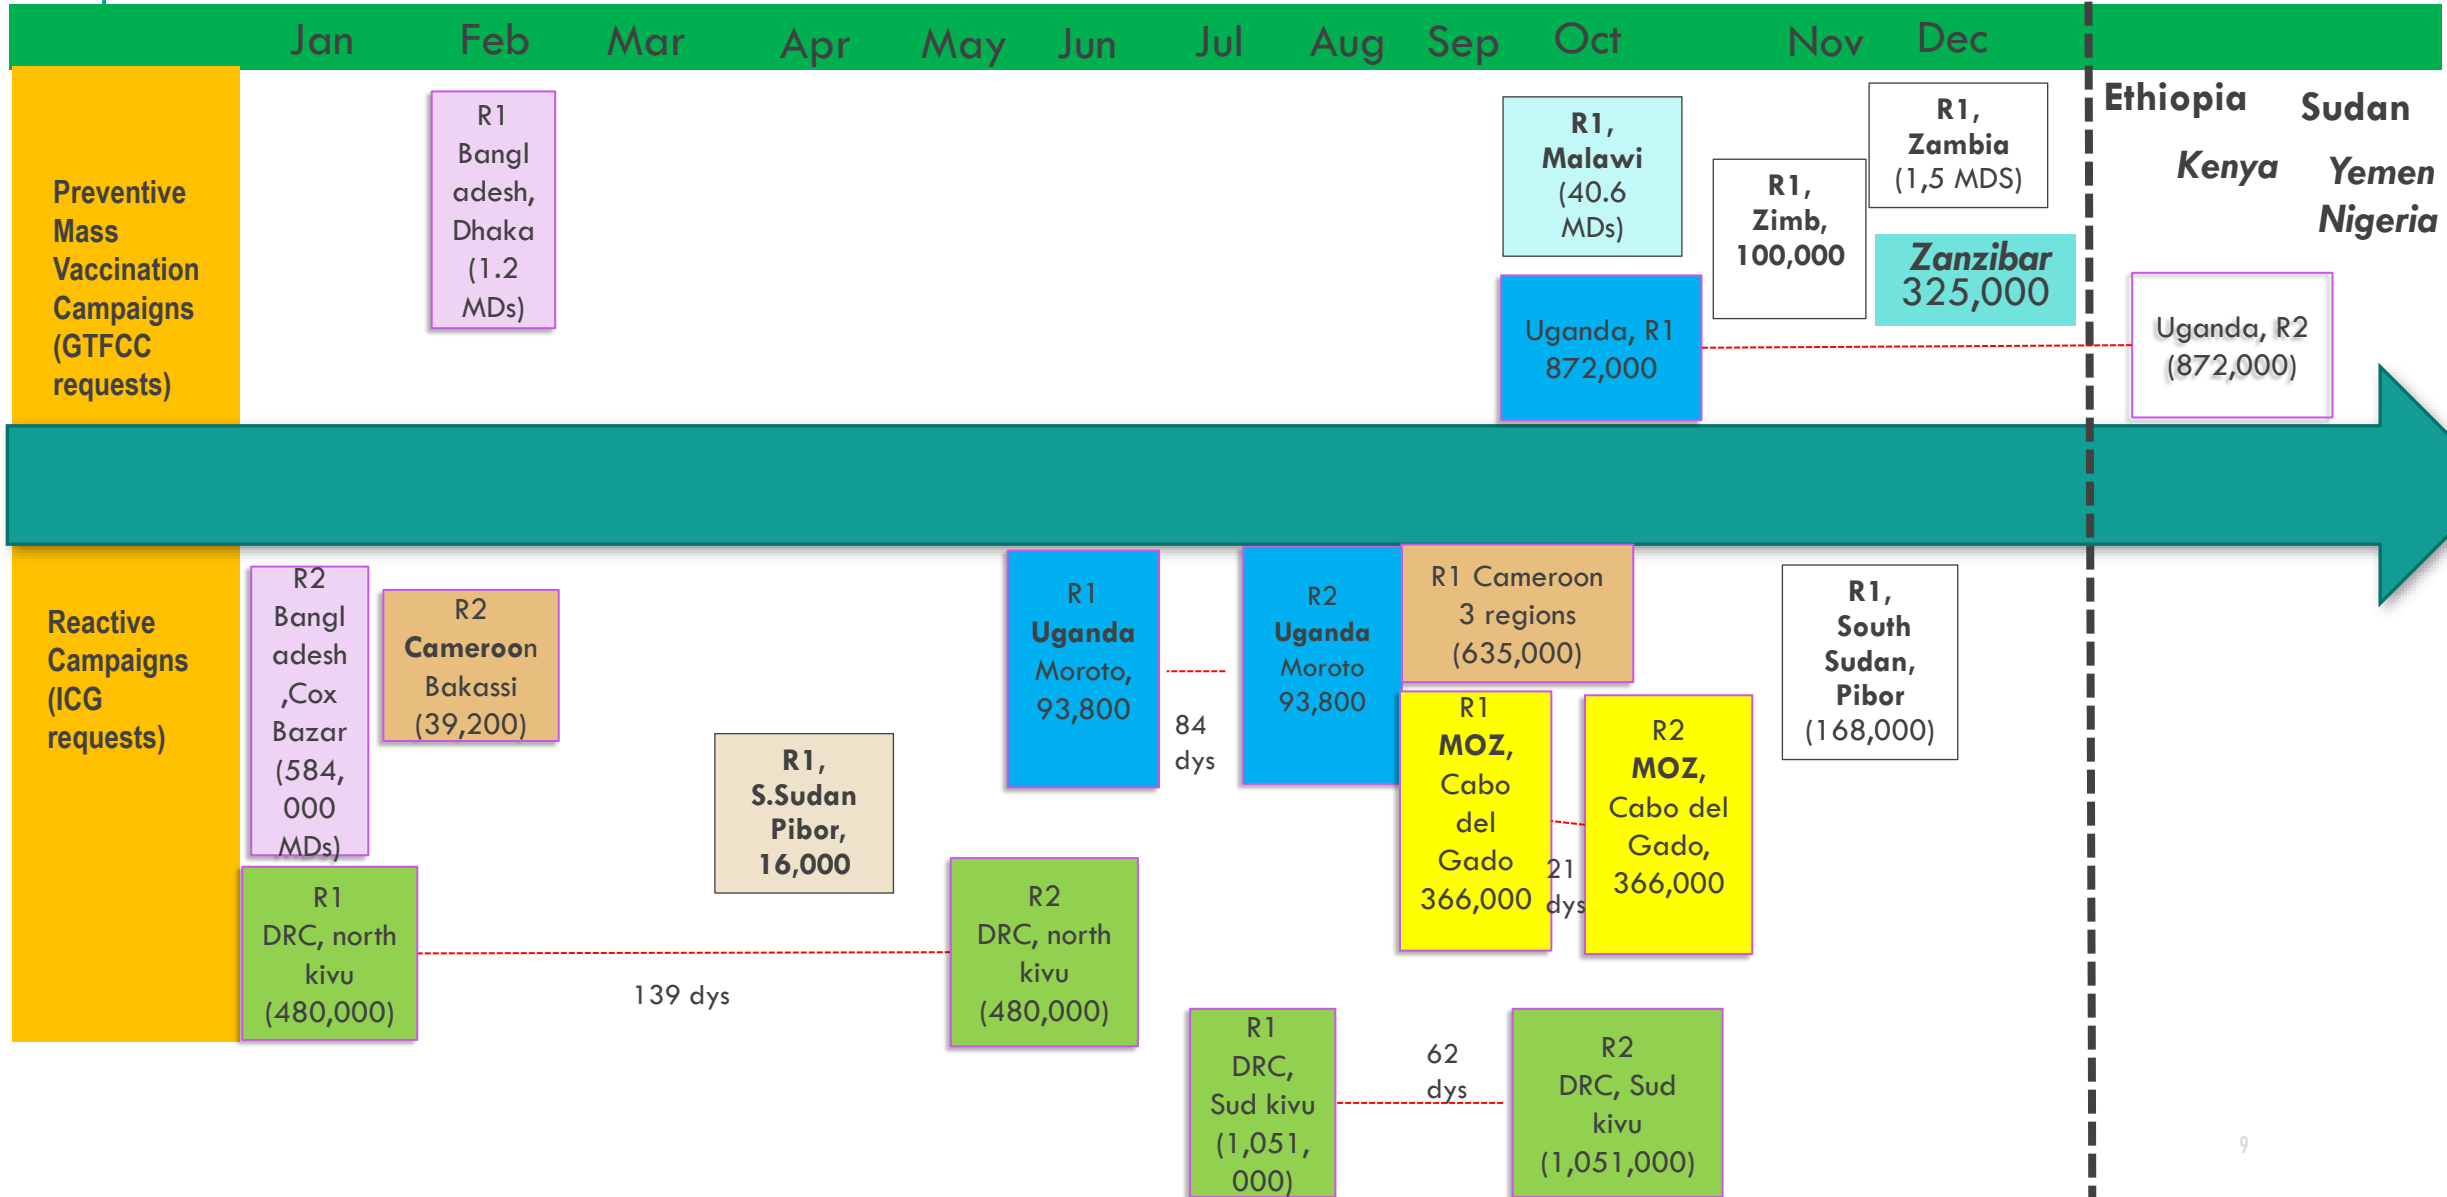 Jan Feb Mar Apr May Jun Jul Aug Sep Oct Nov Dec
Preventive
Mass
Vaccination
Campaigns
(GTFCC
requests)
R1
Bangl
adesh,
Dhaka
(1.2
MDs)
R1,
Malawi
(40.6
MDs)
Uganda, R1
872,000
R1,
Zimb,
100,000
R1,
Zambia
(1,5 MDS)
Zanzibar
325,000
Ethiopia
Sudan
Kenya
Yemen
Nigeria
Uganda, R2
(872,000)
Reactive
Campaigns
(ICG
requests)
R2
Bangl
adesh
,Cox
Bazar
(584,
000
MDs)
R2
Cameroon
Bakassi
(39,200)
R1,
S.Sudan
Pibor,
16,000
R1
Uganda
Moroto,
93,800
84
dys
R2
Uganda
Moroto
93,800
R1 Cameroon
3 regions
(635,000)
R1
MOZ,
Cabo
del
Gado
366,000
21
dys
R2
MOZ,
Cabo del
Gado,
366,000
R1,
South
Sudan,
Pibor
(168,000)
R1
DRC, north
kivu
(480,000)
139 dys
R2
DRC, north
kivu
(480,000)
R1
DRC,
Sud kivu
(1,051,
000)
62
dys
R2
DRC, Sud
kivu
(1,051,000)
9